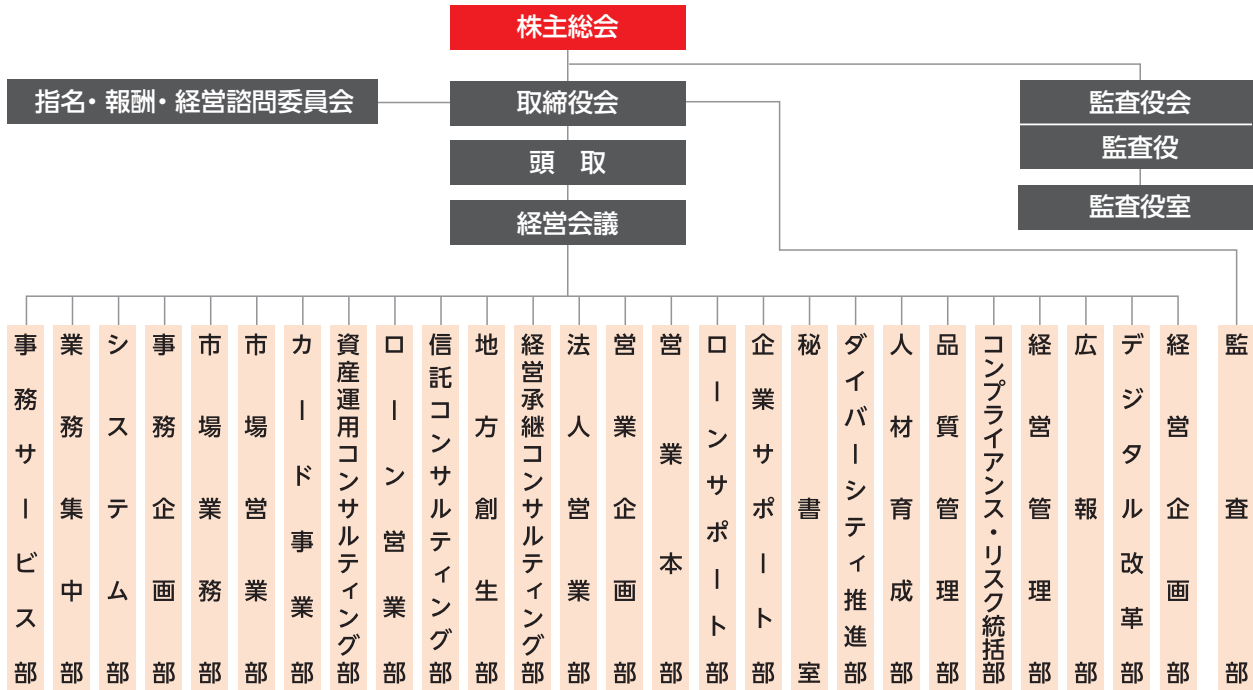 株主総会
指名・報酬・経営諮問委員会
取締役会
監査役会
頭 取
監査役
経営会議
監査役室
事務サービス部
業務集中部
システム部
事務企画部
市場業務部
市場営業部
カード事業部
資産運用コンサルティング部
ローン営業部
信託コンサルティング部
地方創生部
経営承継コンサルティング部
法人営業部
営業企画部
営業本部
ローンサポート部
企業サポート部
秘書室
ダイバーシティ推進部
人材育成部
品質管理部
コンプライアンス・リスク統括部
経営管理部
広報部
デジタル改革部
経営企画部
監査部